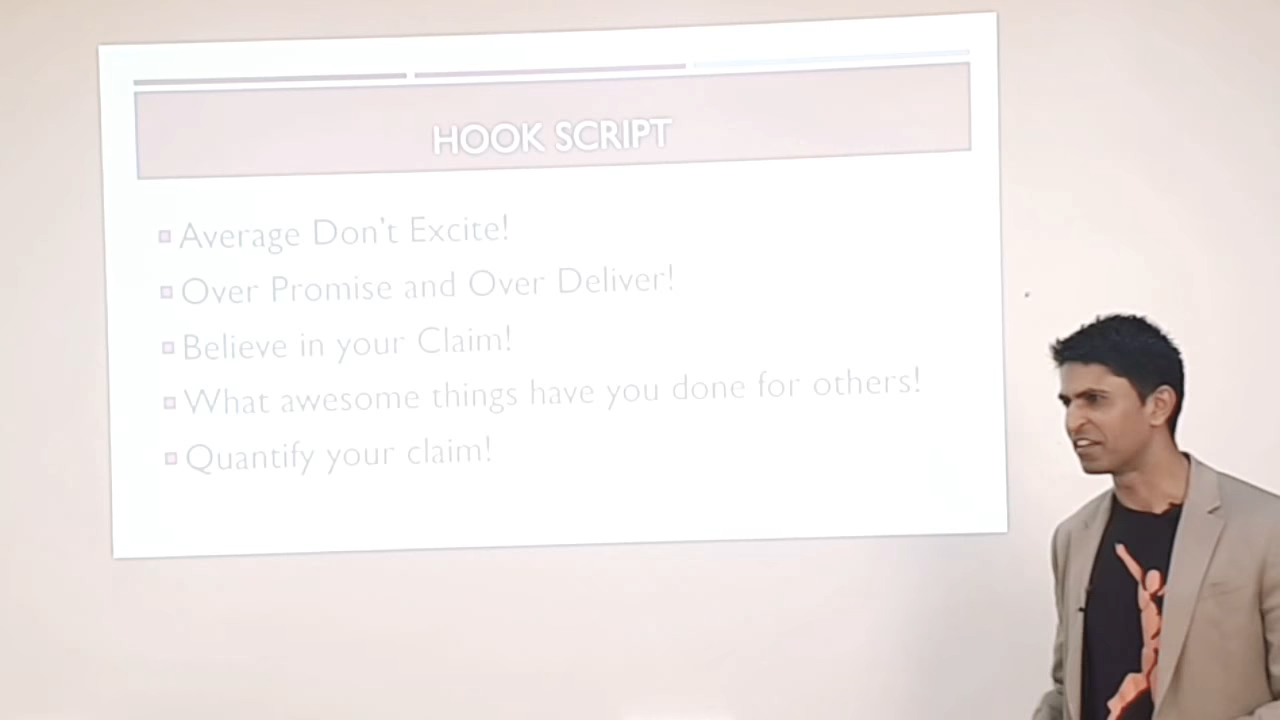 HOOK SCRIPT
Average Don't Excite!
Over Promise and Over Deliver!
Believe in your Claim!
What awesome things have you done for others!
Quantify your claim!